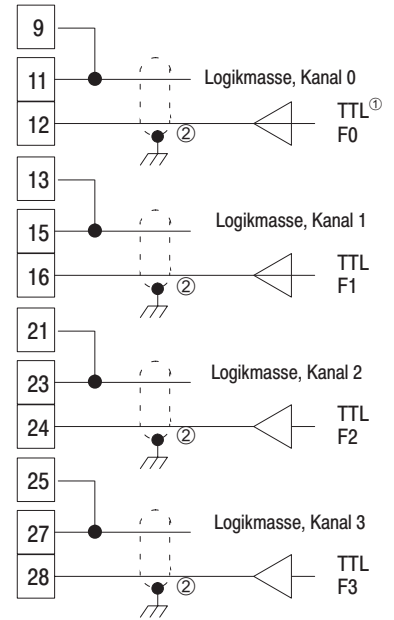 9
11 Logikmasse, Kanal 0
12 TTL①
② F0
13
15 Logikmasse, Kanal 1
16 TTL
② F1
21
23 Logikmasse, Kanal 2
24 TTL
② F2
25
27 Logikmasse, Kanal 3
28 TTL
② F3